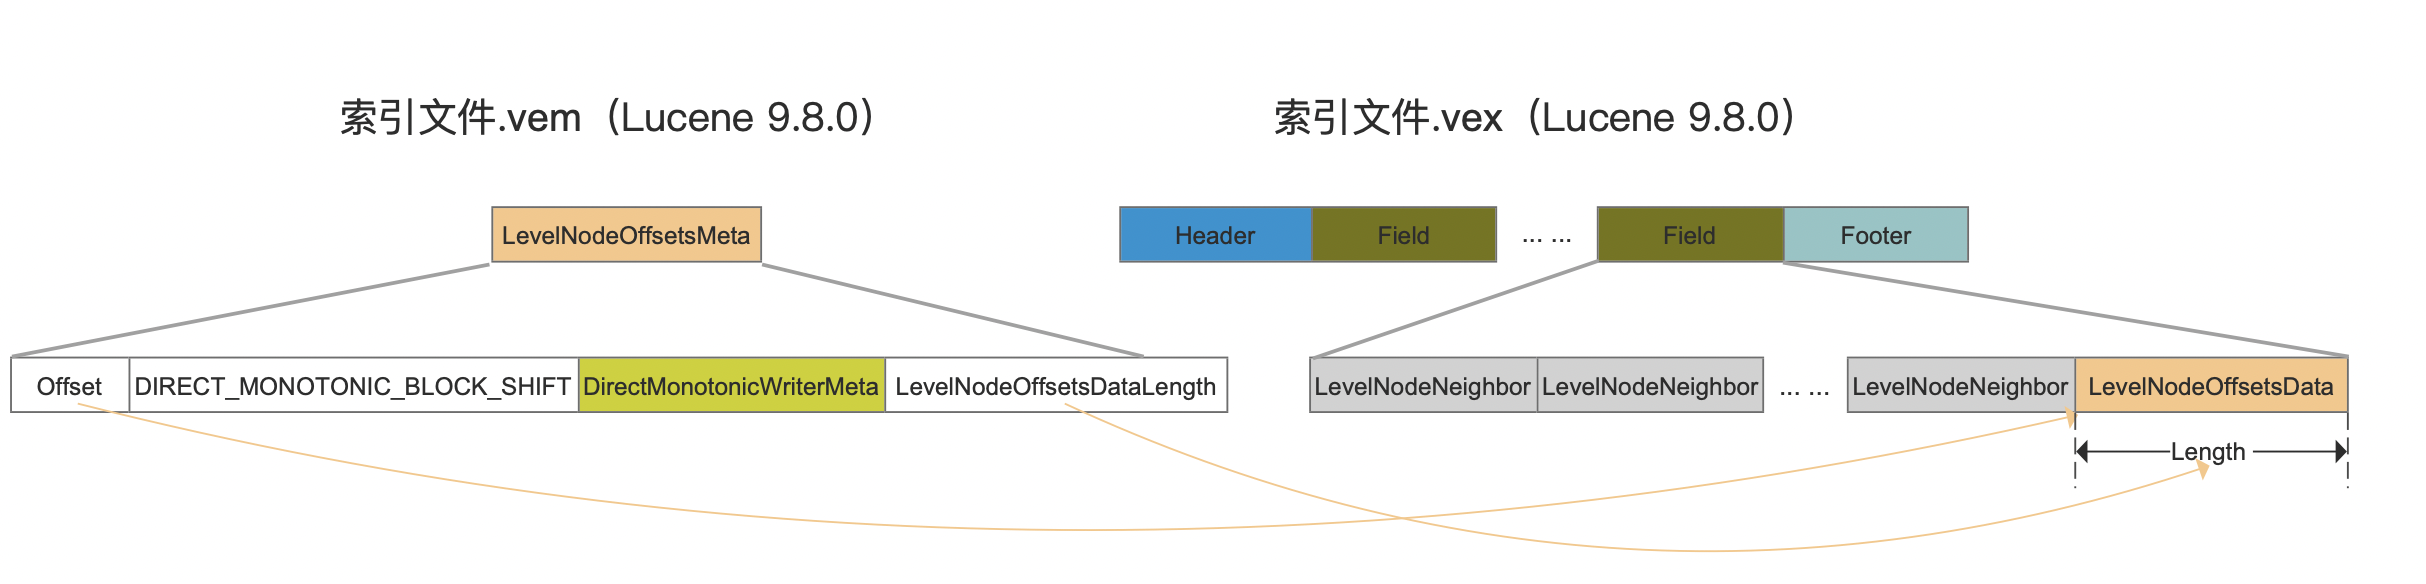 索引文件.vem（Lucene 9.8.0）
索引文件.vex（Lucene 9.8.0）
LevelNodeOffsetsMeta
Header Field ... ... Field Footer
Offset DIRECT_MONOTONIC_BLOCK_SHIFT DirectMonotonicWriterMeta LevelNodeOffsetsDataLength
LevelNodeNeighbor LevelNodeNeighbor ... ... LevelNodeNeighbor LevelNodeOffsetsData
Length